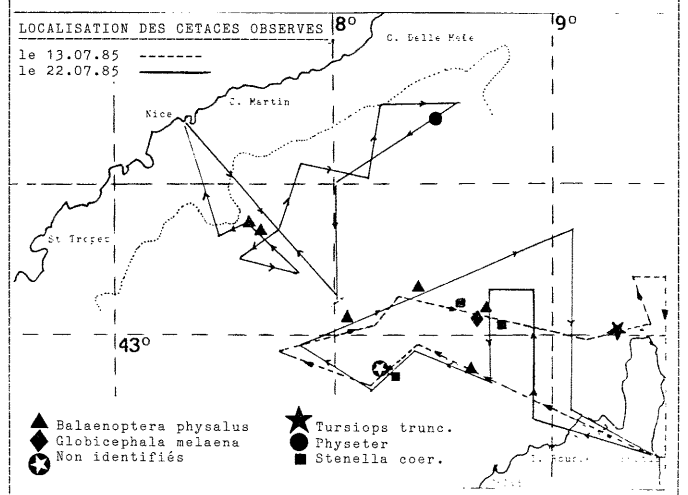 LOCALISATION DES CETACES OBSERVES
le 13.07.85
le 22.07.85
8°
9°
C. Delle Mele
Nice
C. Martin
St Tropez
43°
Balaenoptera physalus
Globicephala melaena
Non identifiés
Tursiops trunc.
Physeter
Stenella coer.